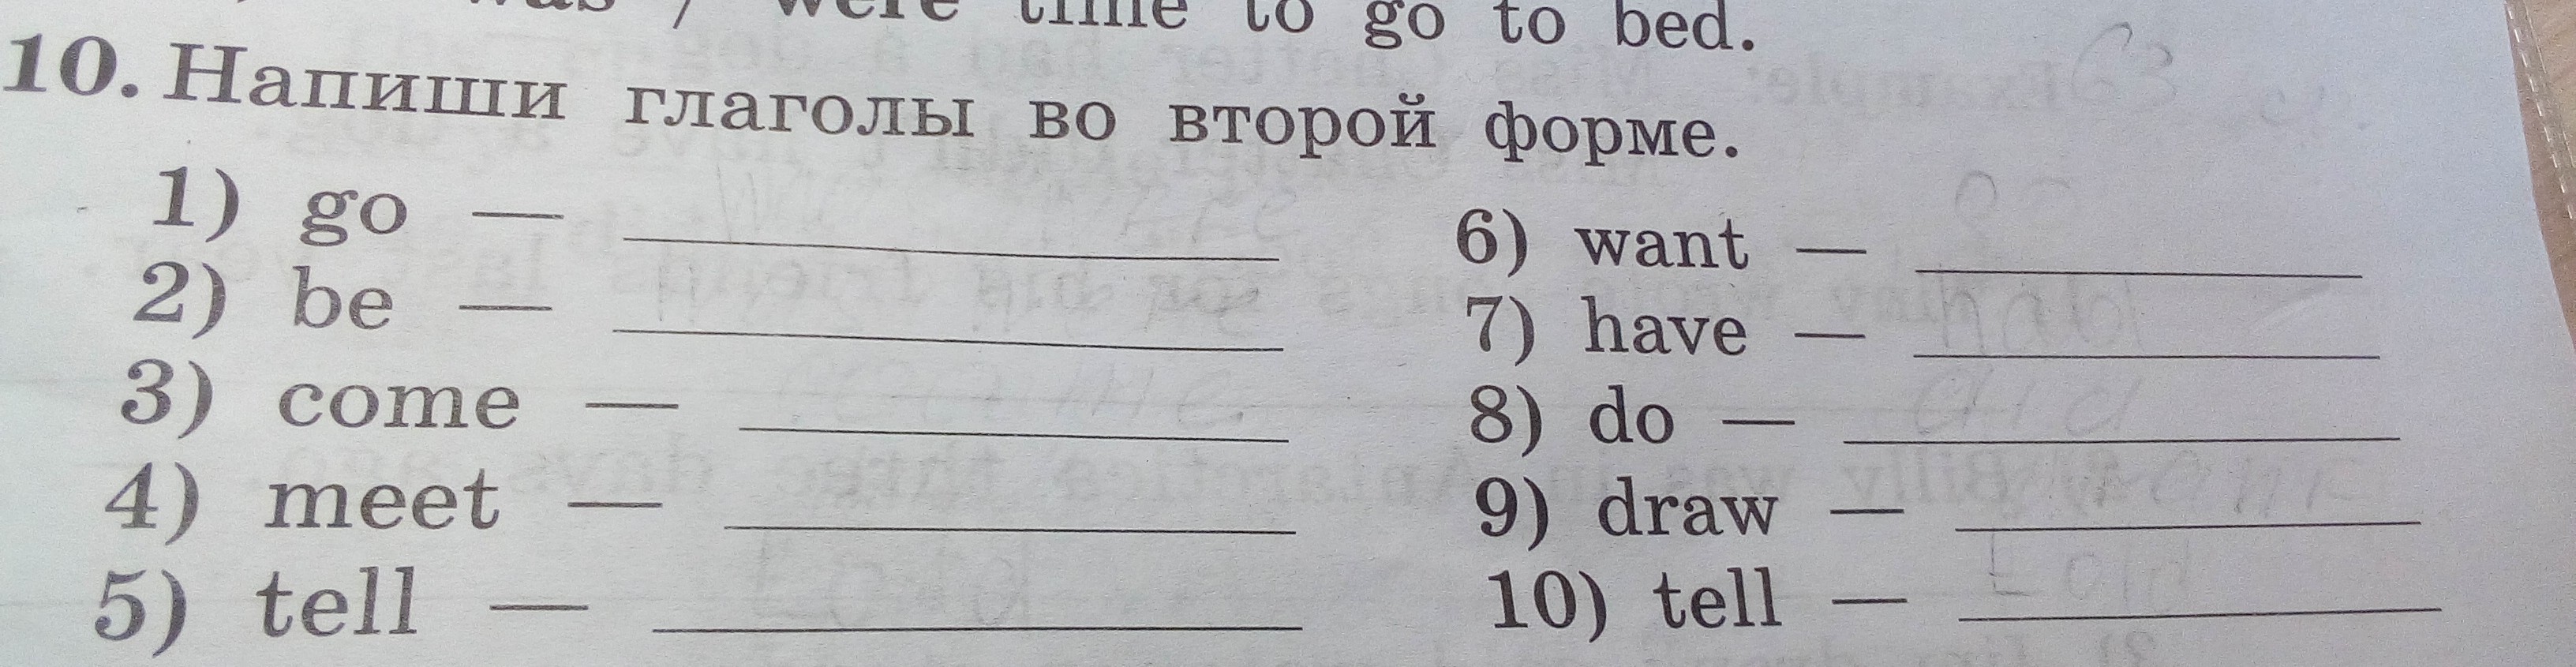 was / were time to go to bed.
10. Напиши глаголы во второй форме.
1) go —
2) be —
3) come —
4) meet —
5) tell —
6) want —
7) have —
8) do —
9) draw —
10) tell —